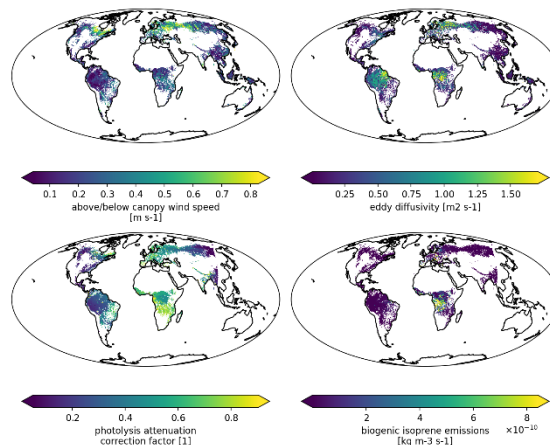 0.1 0.2 0.3 0.4 0.5 0.6 0.7 0.8
above/below canopy wind speed
[m s-1]
0.25 0.50 0.75 1.00 1.25 1.50
eddy diffusivity [m2 s-1]
0.2 0.4 0.6 0.8
photolysis attenuation
correction factor [1]
2 4 6 8
×10⁻¹⁰
biogenic isoprene emissions
[kg m-3 s-1]